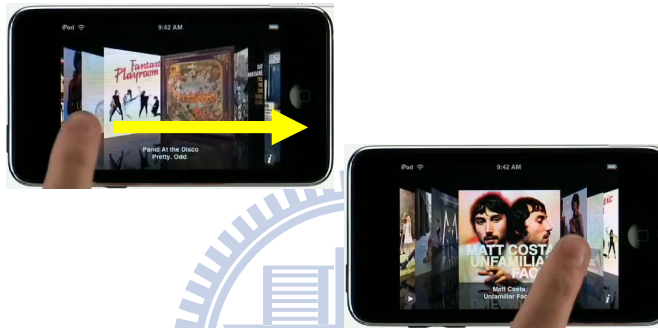 iPod
9:42 AM
Fantastic
Playroom
Panic At the Disco
Pretty. Odd.
i
iPod
9:42 AM
MATT COSTA
UNFAMILIAR
FACES
Matt Costa
Unfamiliar Faces
i